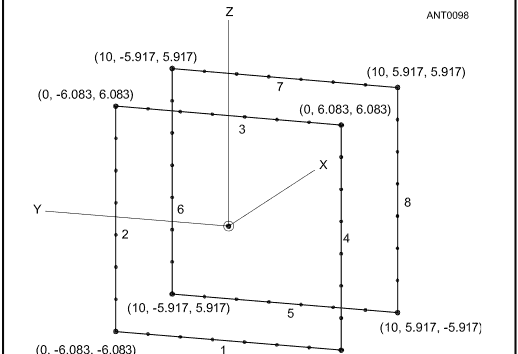 Z
ANT0098
(10, -5.917, 5.917)
(10, 5.917, 5.917)
7
(0, -6.083, 6.083)
(0, 6.083, 6.083)
3
X
Y
6
8
2
4
(10, -5.917, 5.917)
5
(10, 5.917, -5.917)
(0, -6.083, -6.083)
1